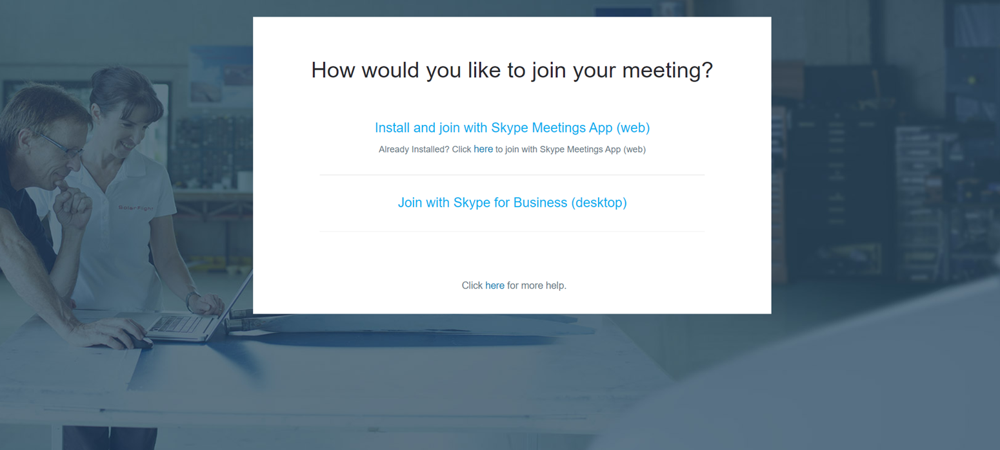 How would you like to join your meeting?
Install and join with Skype Meetings App (web)
Already Installed? Click here to join with Skype Meetings App (web)
Join with Skype for Business (desktop)
Solar Flight
Click here for more help.